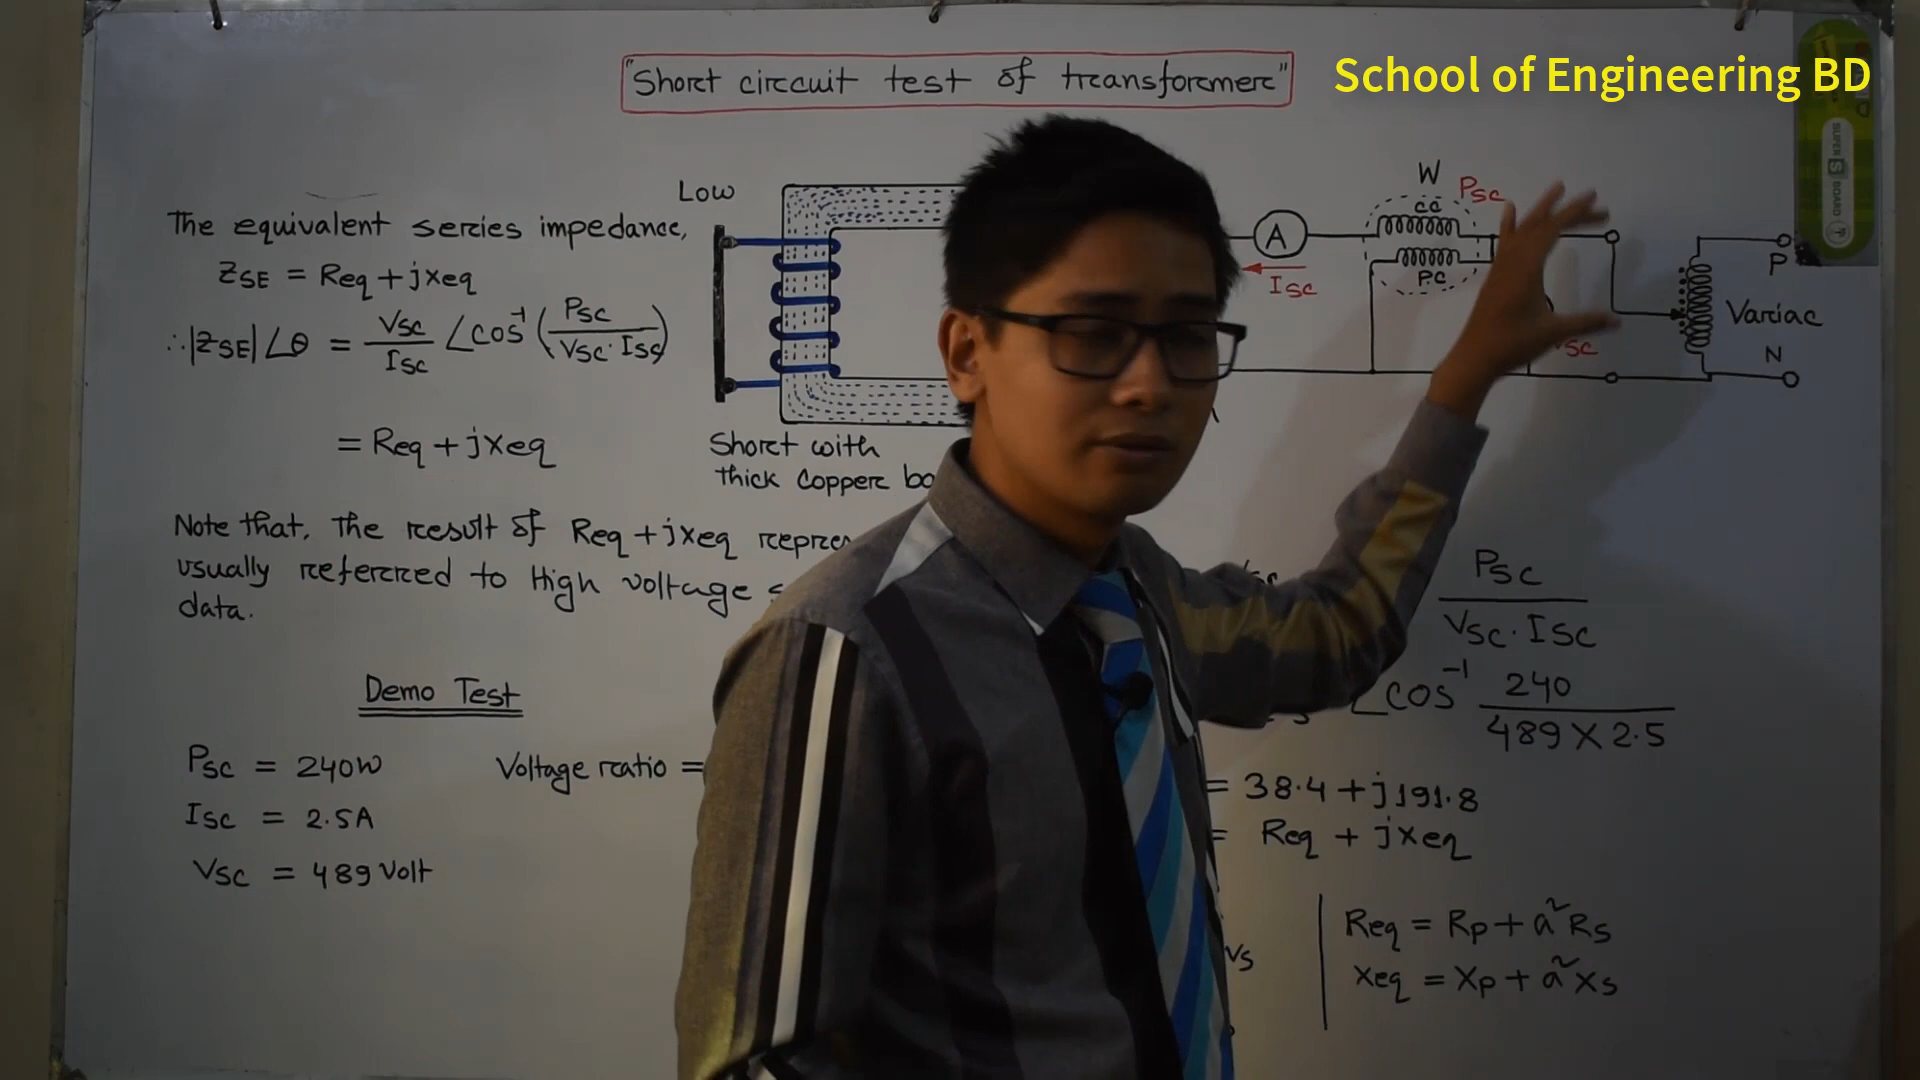 "Short circuit test of transformer"
School of Engineering BD
SUPER S BOARD
Low
W
Psc
cc
A
Isc
P.C
P
Variac
N
The equivalent series impedance,
ZSE = Req + jxeq
∴ |ZSE|∠θ = Vsc / Isc ∠cos⁻¹ (Psc / Vsc · Isc)
= Req + jxeq
Short with
thick copper
Note that, the result of Req + jxeq
usually referred to High voltage
data.
Demo Test
Psc = 240W
Voltage ratio =
Isc = 2.5A
Vsc = 489 Volt
Psc
Vsc · Isc
∠cos⁻¹ 240 / 489 X 2.5
= 38.4 + j191.8
= Req + jxeq
Vs
Req = Rp + a²Rs
Xeq = Xp + a²Xs